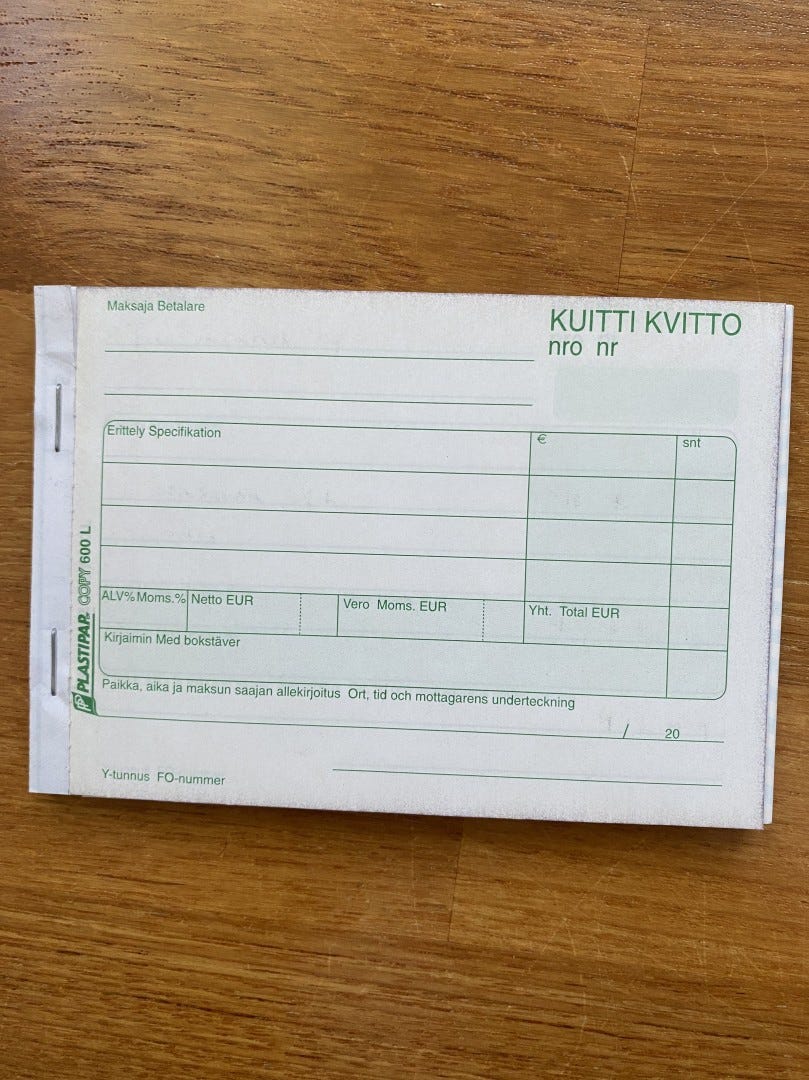 Maksaja Betalare
KUITTI KVITTO
nro nr
Erittely Specifikation
€
snt
ALV% Moms.%
Netto EUR
Vero Moms. EUR
Yht. Total EUR
Kirjaimin Med bokstäver
Paikka, aika ja maksun saajan allekirjoitus Ort, tid och mottagarens underteckning
/ 20
Y-tunnus FO-nummer
PLASTIPAP COPY 600 L